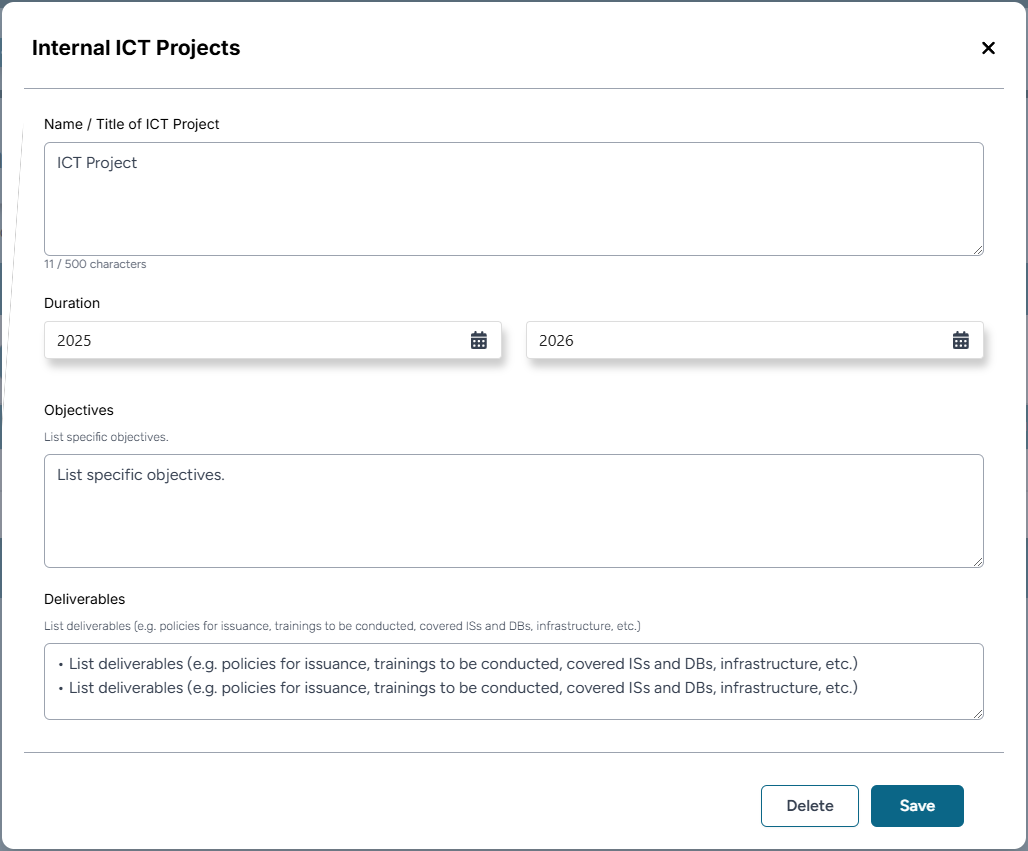 Internal ICT Projects
Name / Title of ICT Project
ICT Project
11 / 500 characters
Duration
2025 2026
Objectives
List specific objectives.
List specific objectives.
Deliverables
List deliverables (e.g. policies for issuance, trainings to be conducted, covered ISs and DBs, infrastructure, etc.)
• List deliverables (e.g. policies for issuance, trainings to be conducted, covered ISs and DBs, infrastructure, etc.)
• List deliverables (e.g. policies for issuance, trainings to be conducted, covered ISs and DBs, infrastructure, etc.)
Delete Save